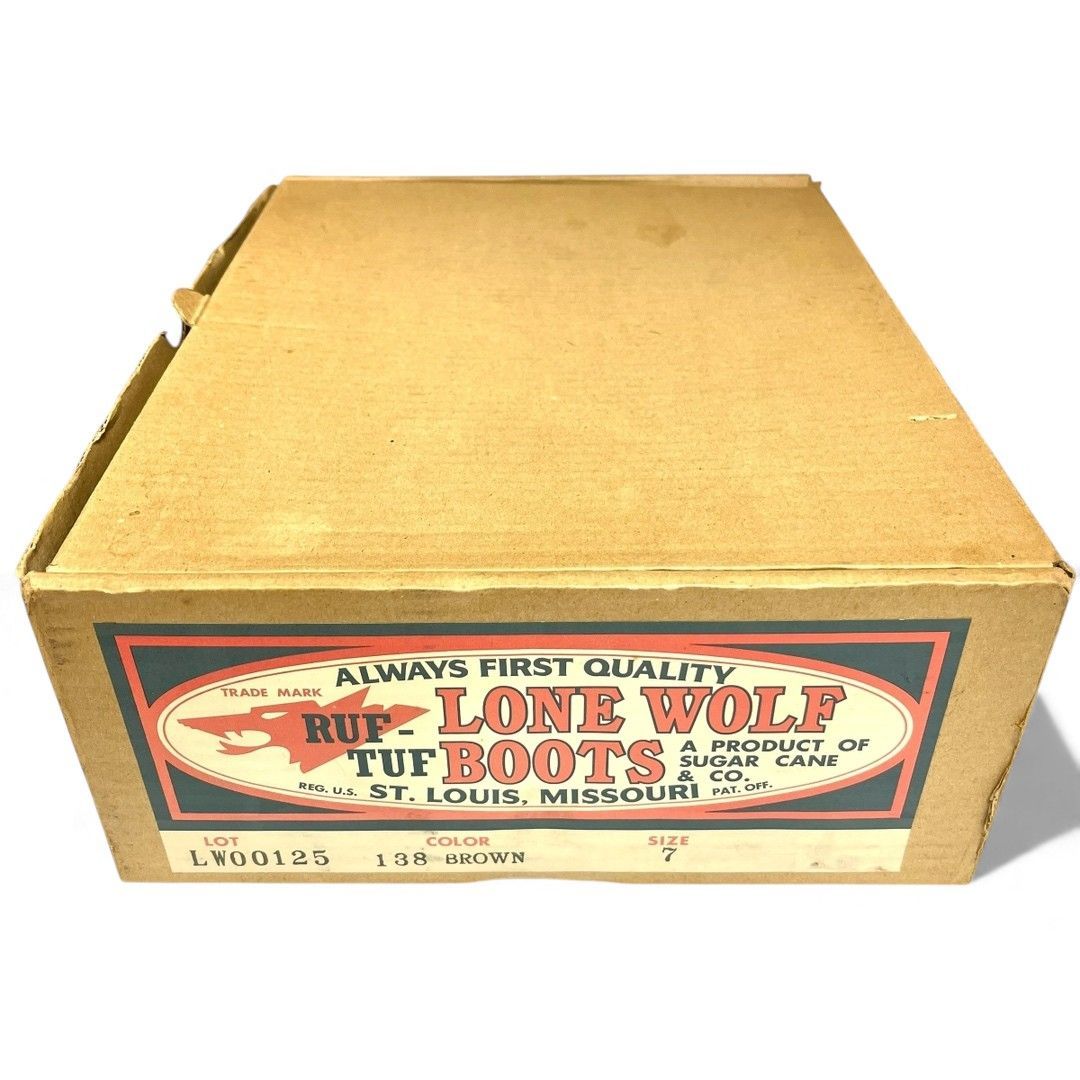 ALWAYS FIRST QUALITY
TRADE MARK
RUF-
TUF
LONE WOLF
BOOTS
A PRODUCT OF
SUGAR CANE
& CO.
REG. U.S.
ST. LOUIS, MISSOURI
PAT. OFF.
LOT COLOR SIZE
LW00125 138 BROWN 7